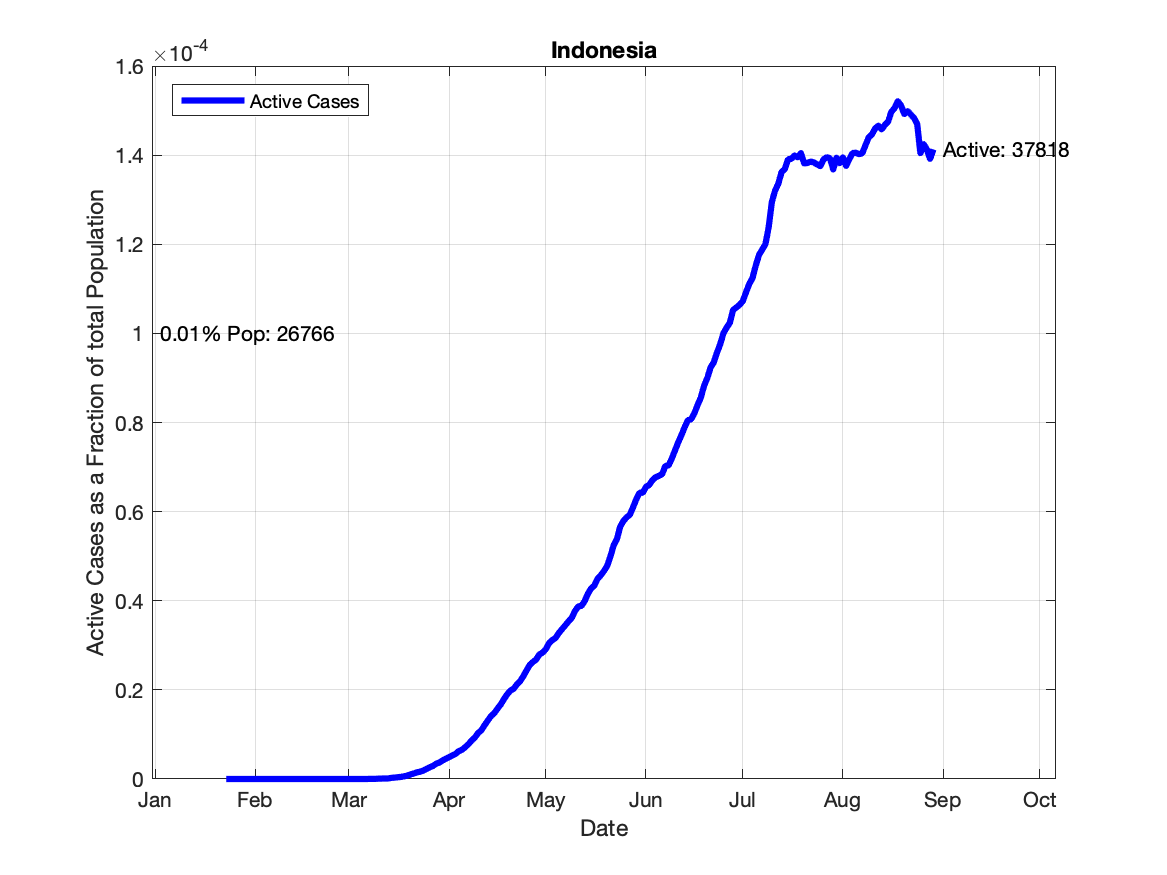 Indonesia
×10-4
1.6
1.4
1.2
1
0.8
0.6
0.4
0.2
0
Active Cases
Active: 37818
0.01% Pop: 26766
Active Cases as a Fraction of total Population
Jan Feb Mar Apr May Jun Jul Aug Sep Oct
Date